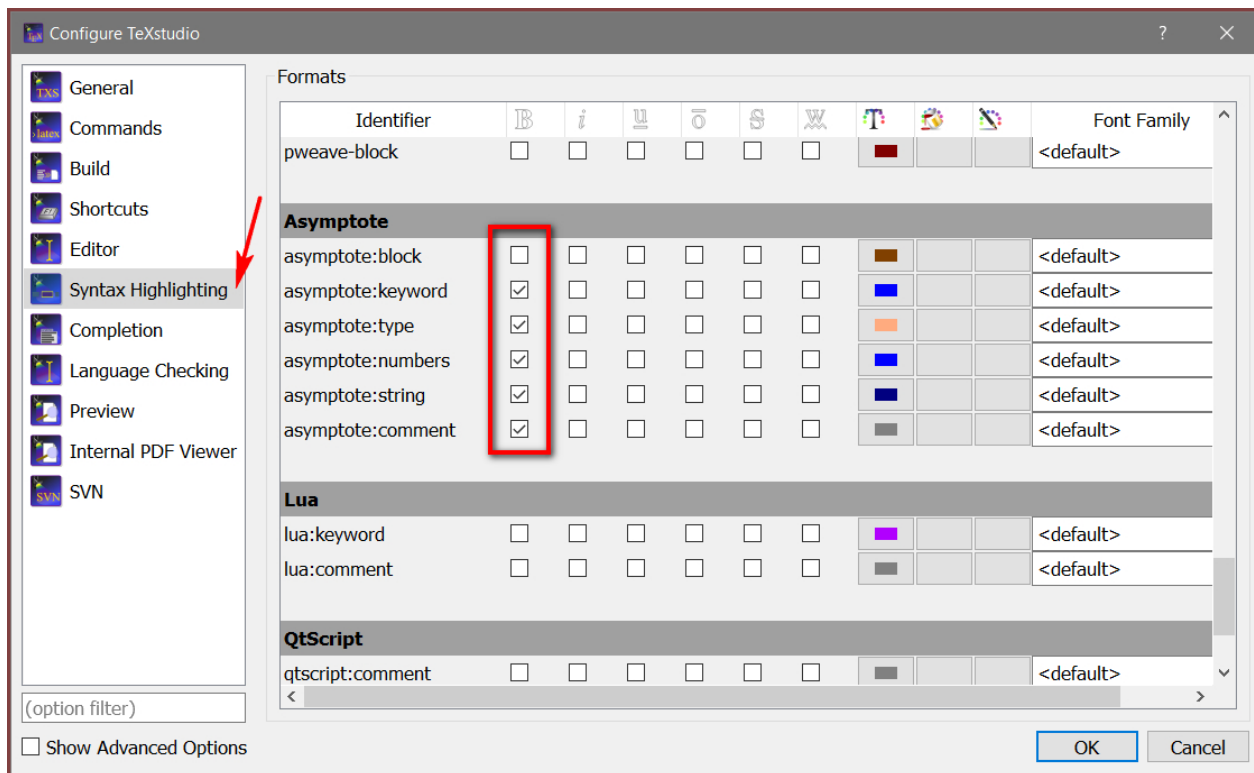 Configure TeXstudio ?
General
Commands
Build
Shortcuts
Editor
Syntax Highlighting
Completion
Language Checking
Preview
Internal PDF Viewer
SVN
(option filter)
Show Advanced Options
Formats
Identifier B i u o S W T Font Family
pweave-block <default>
Asymptote
asymptote:block <default>
asymptote:keyword <default>
asymptote:type <default>
asymptote:numbers <default>
asymptote:string <default>
asymptote:comment <default>
Lua
lua:keyword <default>
lua:comment <default>
QtScript
qtscript:comment <default>
OK Cancel